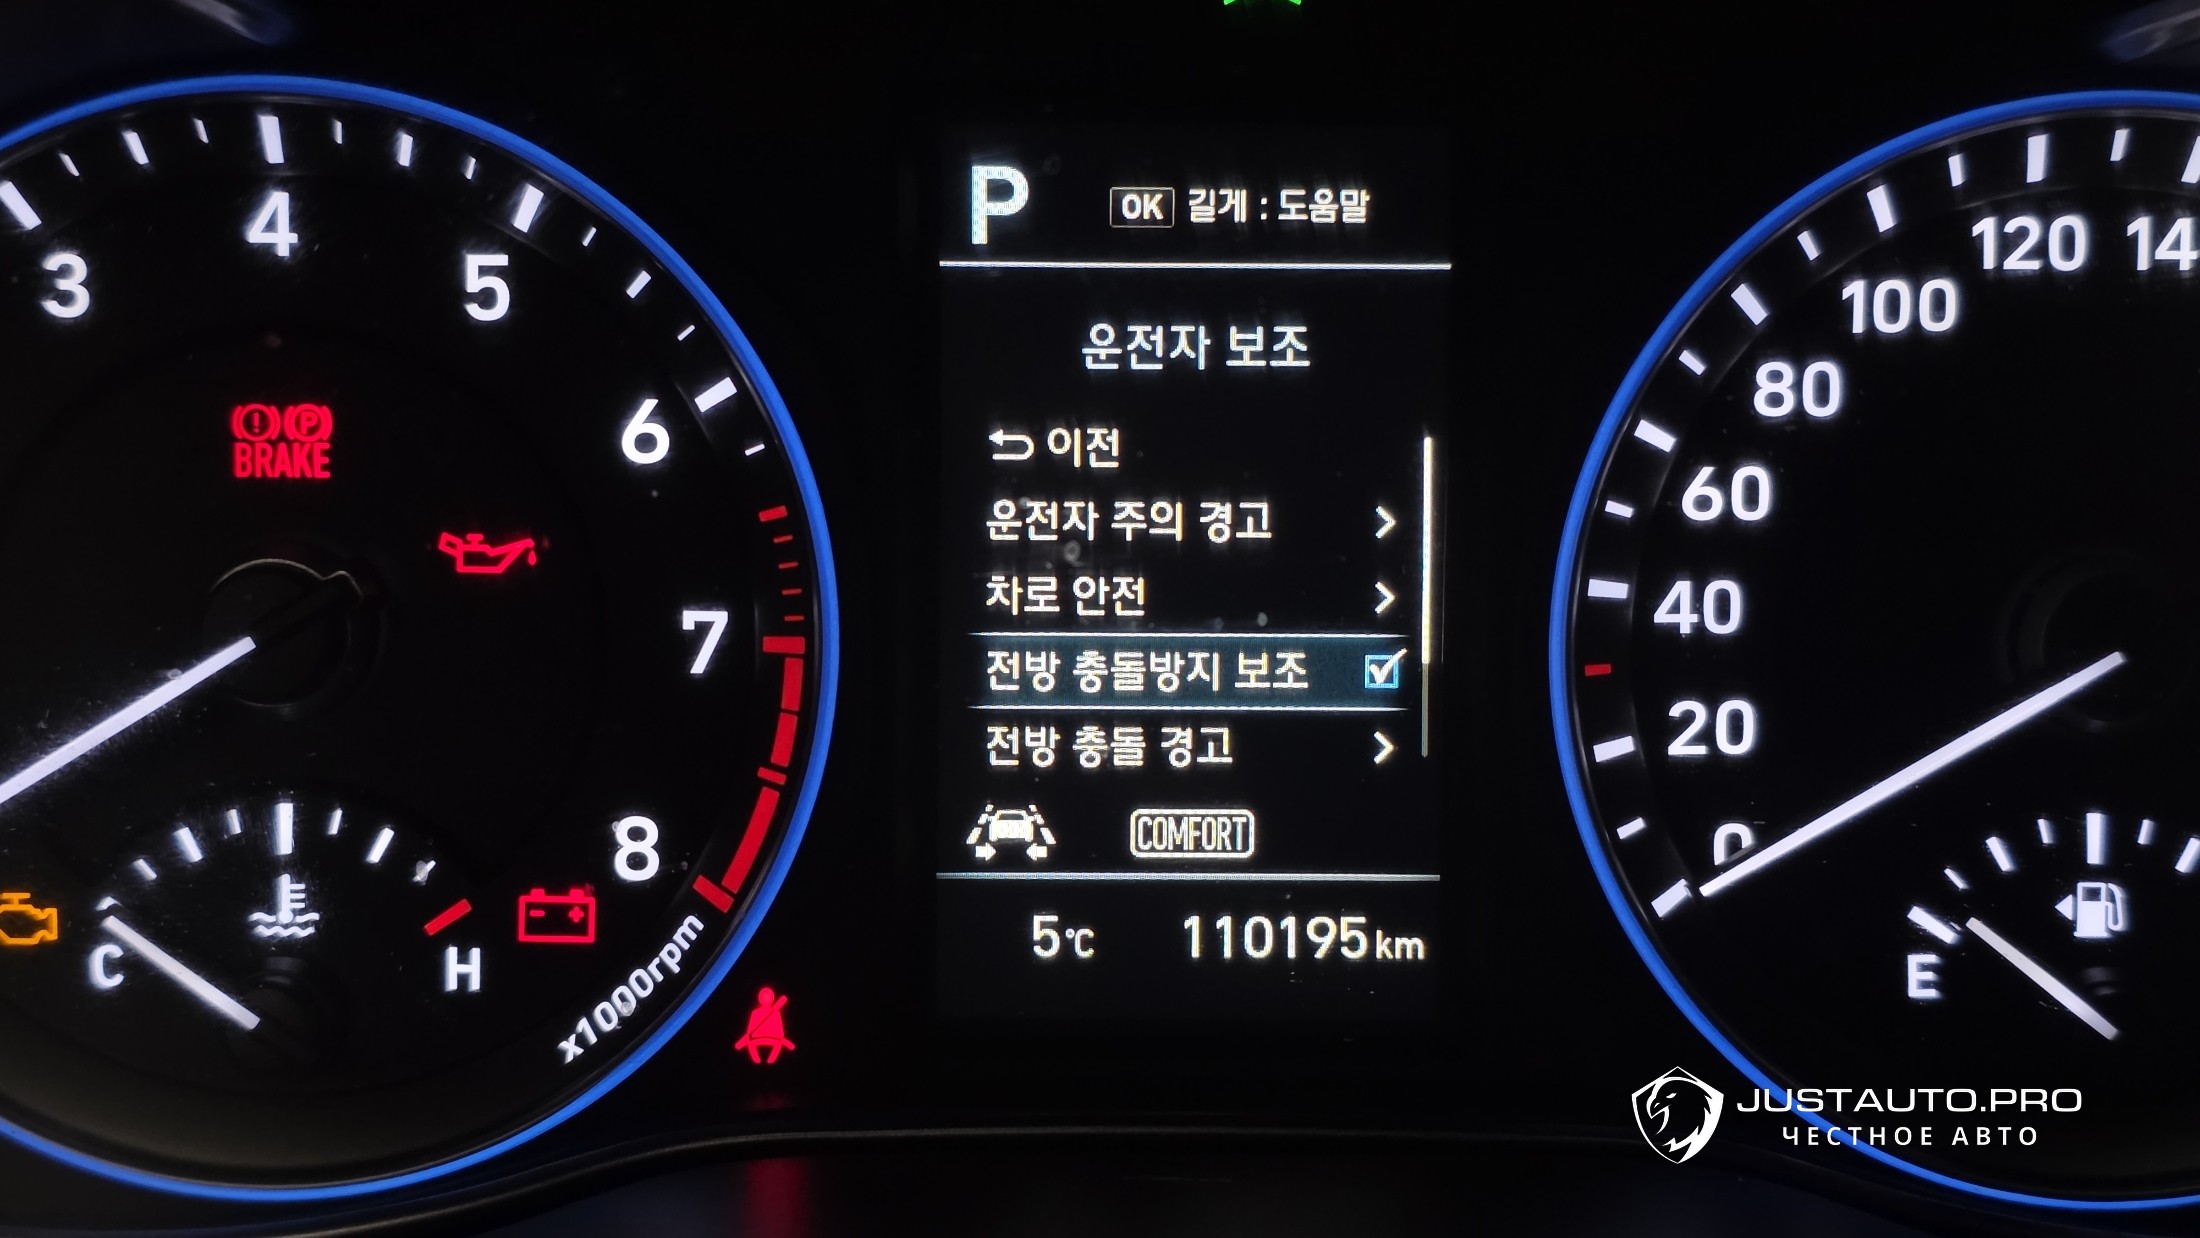 P
OK 길게 : 도움말
운전자 보조
이전
운전자 주의 경고
차로 안전
전방 충돌방지 보조
전방 충돌 경고
COMFORT
5℃ 110195km
3
4
5
6
7
8
x1000rpm
P
BRAKE
C
H
0
20
40
60
80
100
120
14
E
JUSTAUTO.PRO
ЧЕСТНОЕ АВТО